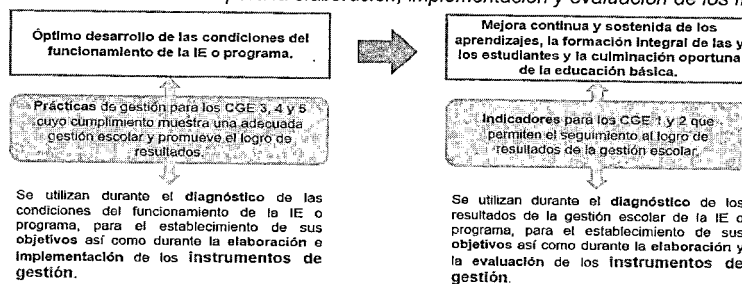 para la elaboración, implementación y evaluación de los
Óptimo desarrollo de las condiciones del
funcionamiento de la IE o programa.
Prácticas de gestión para los CGE 3, 4 y 5
cuyo cumplimiento muestra una adecuada
gestión escolar y promueve el logro de
resultados.
Se utilizan durante el diagnóstico de las
condiciones del funcionamiento de la IE o
programa, para el establecimiento de sus
objetivos así como durante la elaboración e
implementación de los instrumentos de
gestión.
Mejora continua y sostenida de los
aprendizajes, la formación integral de las y
los estudiantes y la culminación oportuna
de la educación básica.
Indicadores para los CGE 1 y 2 que
permiten el seguimiento al logro de
resultados de la gestión escolar.
Se utilizan durante el diagnóstico de los
resultados de la gestión escolar de la IE o
programa, para el establecimiento de sus
objetivos así como durante la elaboración y
la evaluación de los instrumentos de
gestión.